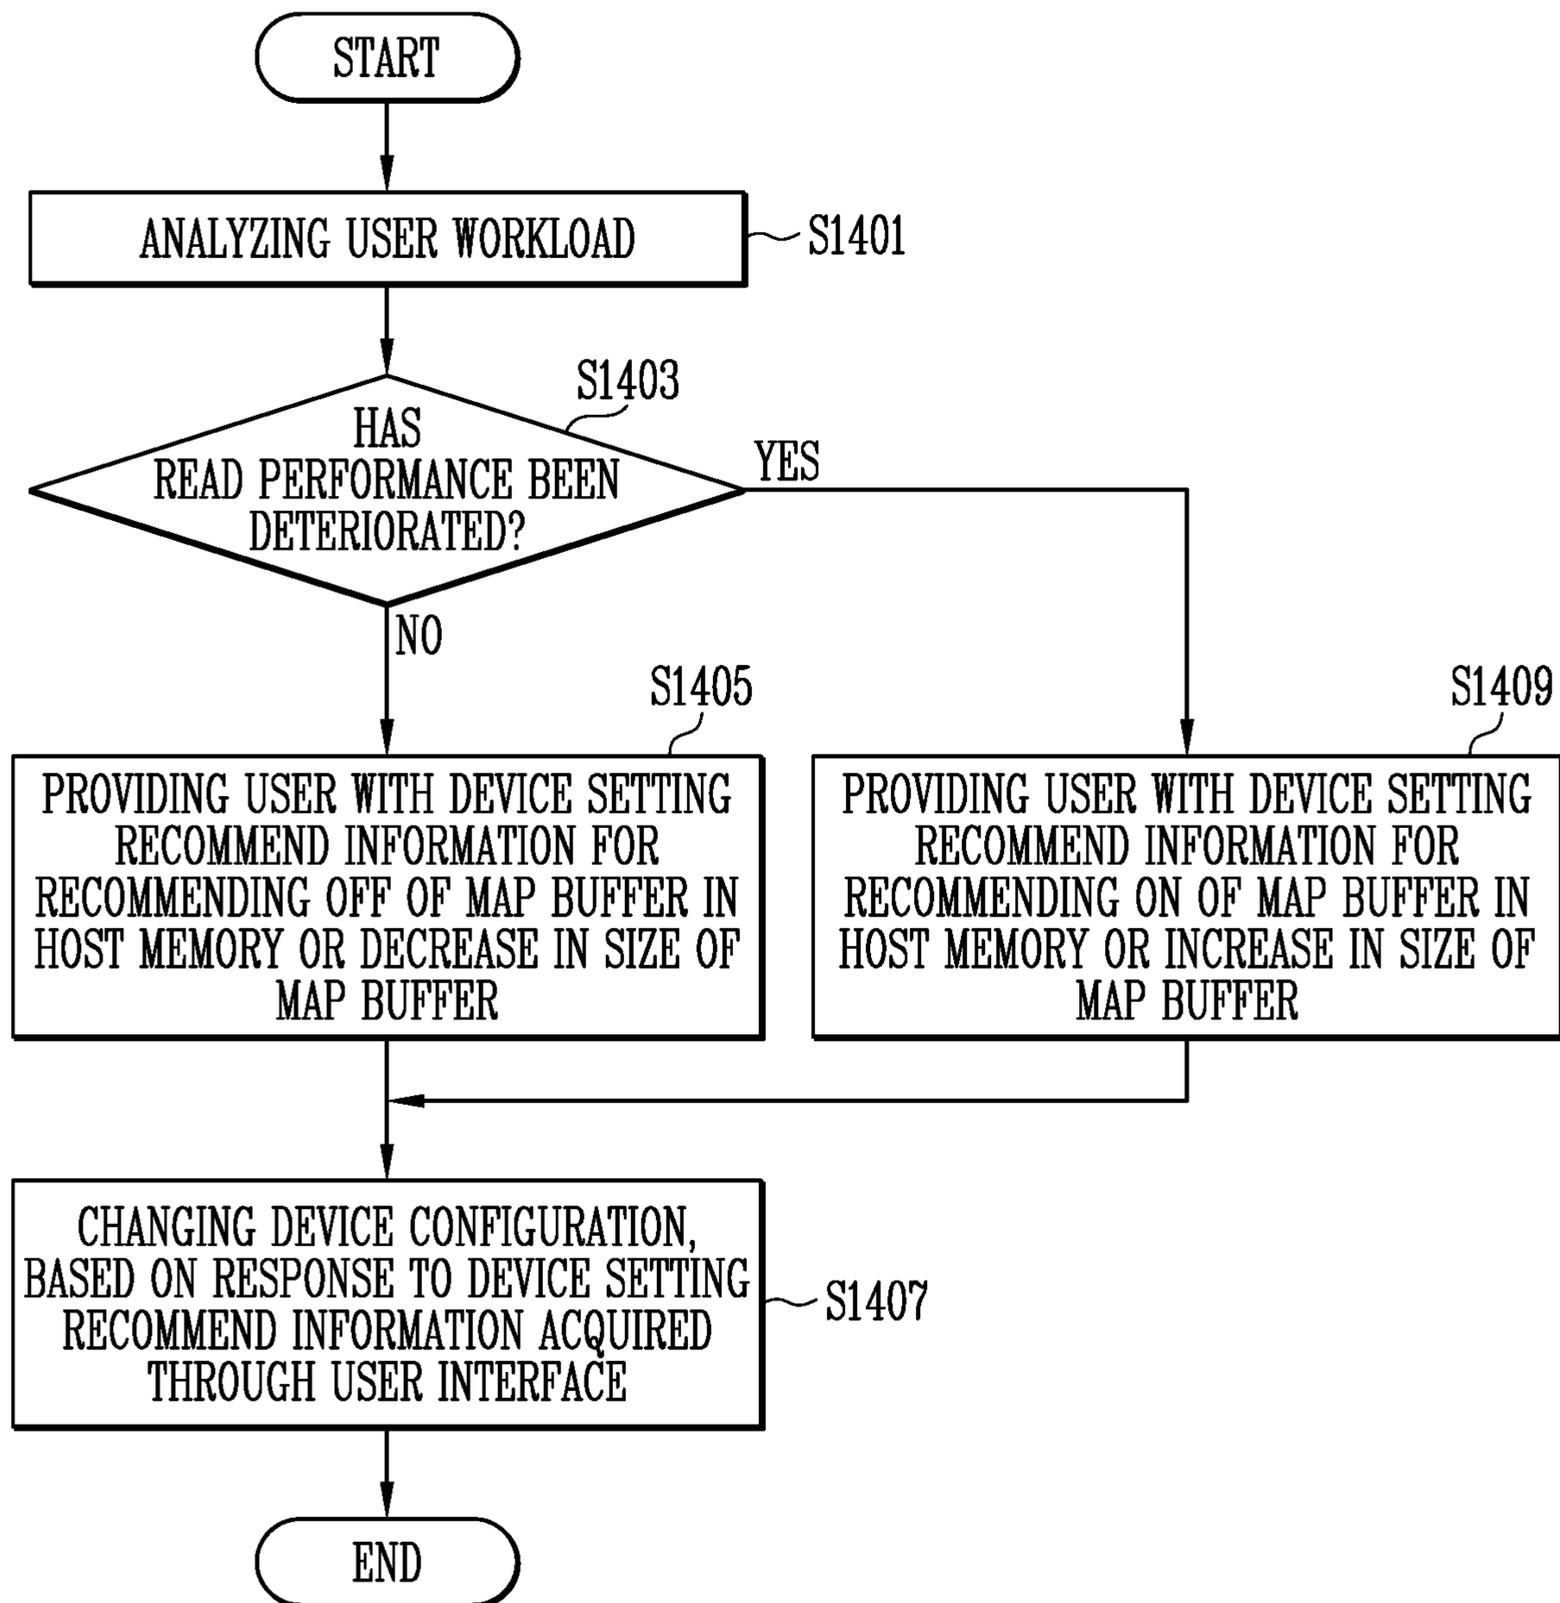 START
ANALYZING USER WORKLOAD
S1401
S1403
HAS
READ PERFORMANCE BEEN
DETERIORATED?
YES
NO
S1405
PROVIDING USER WITH DEVICE SETTING
RECOMMEND INFORMATION FOR
RECOMMENDING OFF OF MAP BUFFER IN
HOST MEMORY OR DECREASE IN SIZE OF
MAP BUFFER
S1409
PROVIDING USER WITH DEVICE SETTING
RECOMMEND INFORMATION FOR
RECOMMENDING ON OF MAP BUFFER IN
HOST MEMORY OR INCREASE IN SIZE OF
MAP BUFFER
CHANGING DEVICE CONFIGURATION,
BASED ON RESPONSE TO DEVICE SETTING
RECOMMEND INFORMATION ACQUIRED
THROUGH USER INTERFACE
S1407
END